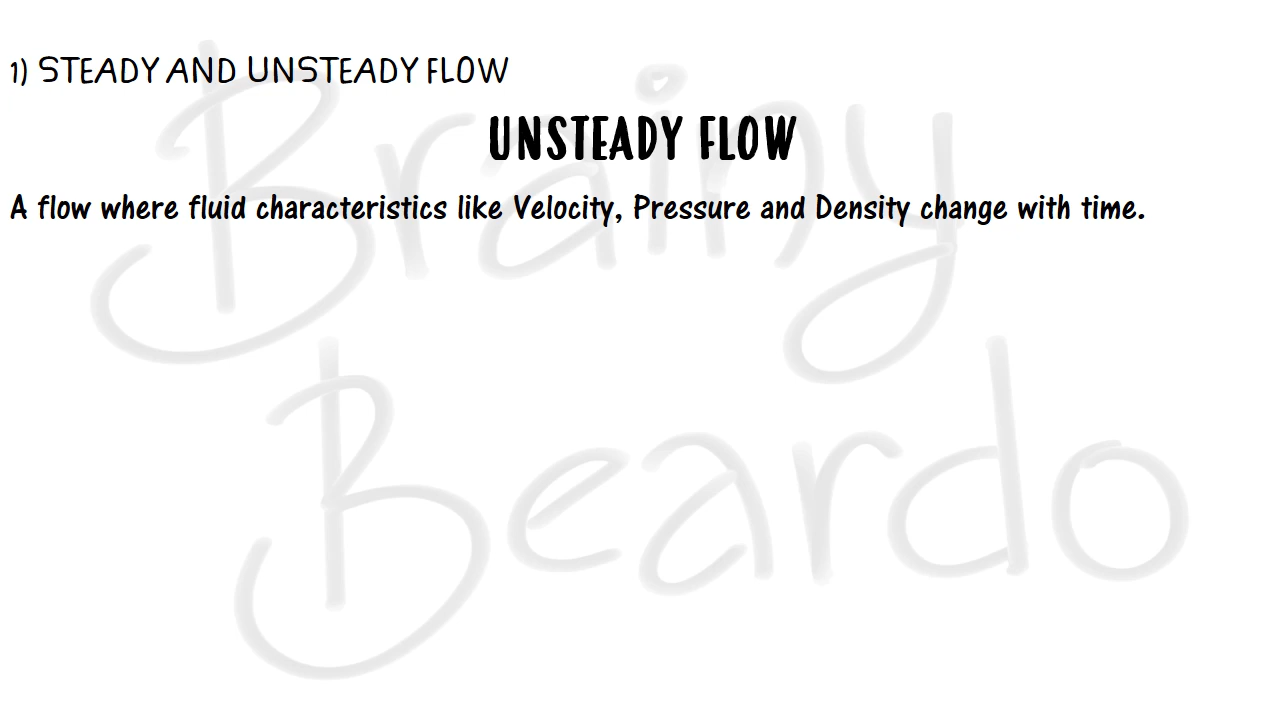 1) STEADY AND UNSTEADY FLOW
UNSTEADY FLOW
A flow where fluid characteristics like Velocity, Pressure and Density change with time.
Brainy
Beardo